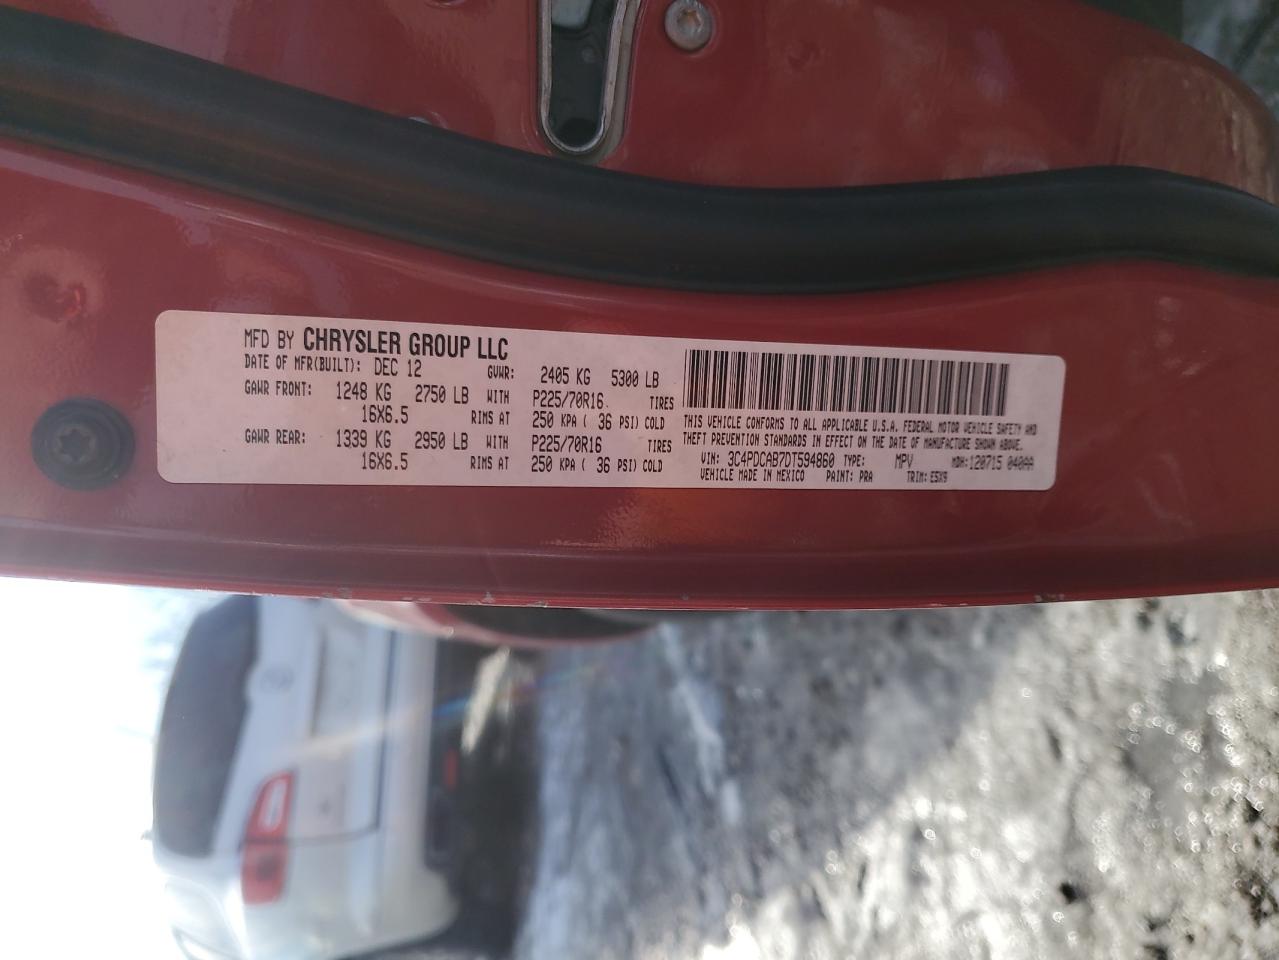 MFD BY CHRYSLER GROUP LLC
DATE OF MFR(BUILT): DEC 12 GVWR: 2405 KG 5300 LB
GAWR FRONT: 1248 KG 2750 LB WITH P225/70R16 TIRES
16X6.5 RIMS AT 250 KPA ( 36 PSI) COLD
GAWR REAR: 1339 KG 2950 LB WITH P225/70R16 TIRES
16X6.5 RIMS AT 250 KPA ( 36 PSI) COLD
THIS VEHICLE CONFORMS TO ALL APPLICABLE U.S.A. FEDERAL MOTOR VEHICLE SAFETY AND
THEFT PREVENTION STANDARDS IN EFFECT ON THE DATE OF MANUFACTURE SHOWN ABOVE.
VIN: 3C4PDCAB7DT594860 TYPE: MPV MDH: 120715 040AA
VEHICLE MADE IN MEXICO PAINT: PRA TRIM: E5X9